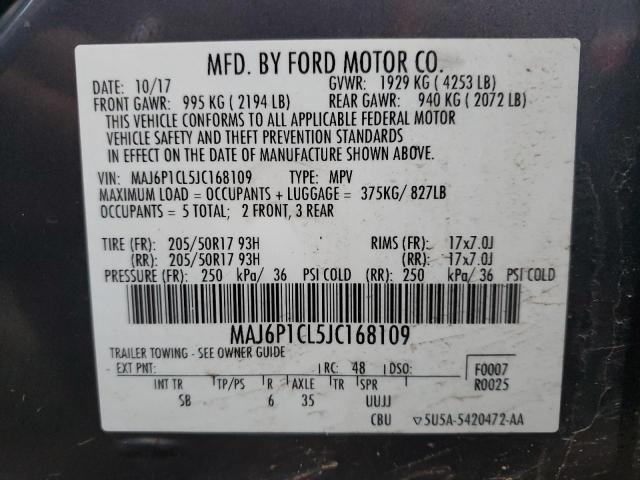 MFD. BY FORD MOTOR CO.
DATE: 10/17 GVWR: 1929 KG ( 4253 LB)
FRONT GAWR: 995 KG ( 2194 LB) REAR GAWR: 940 KG ( 2072 LB)
THIS VEHICLE CONFORMS TO ALL APPLICABLE FEDERAL MOTOR
VEHICLE SAFETY AND THEFT PREVENTION STANDARDS
IN EFFECT ON THE DATE OF MANUFACTURE SHOWN ABOVE.
VIN: MAJ6P1CL5JC168109 TYPE: MPV
MAXIMUM LOAD = OCCUPANTS + LUGGAGE = 375KG/ 827LB
OCCUPANTS = 5 TOTAL; 2 FRONT, 3 REAR
TIRE (FR): 205/50R17 93H RIMS (FR): 17x7.0J
(RR): 205/50R17 93H (RR): 17x7.0J
PRESSURE (FR): 250 kPa/ 36 PSI COLD (RR): 250 kPa/ 36 PSI COLD
MAJ6P1CL5JC168109
TRAILER TOWING - SEE OWNER GUIDE
EXT PNT: RC: 48 DSO: F0007
INT TR TP/PS R AXLE TR SPR R0025
SB 6 35 UUJJ
CBU ▽5U5A-5420472-AA